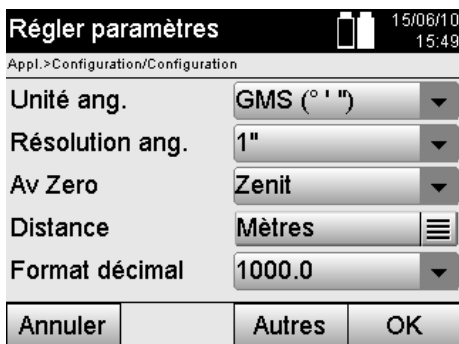 Régler paramètres
15/06/10
15:49
Appl.>Configuration/Configuration
Unité ang. GMS (° ' ")
Résolution ang. 1"
Av Zero Zenit
Distance Mètres
Format décimal 1000.0
Annuler Autres OK